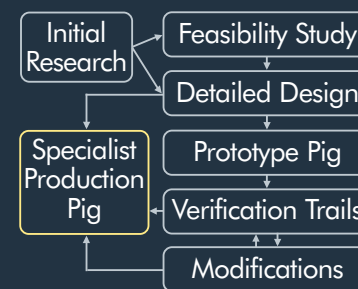 Initial
Research
Feasibility Study
Detailed Design
Specialist
Production
Pig
Prototype Pig
Verification Trails
Modifications